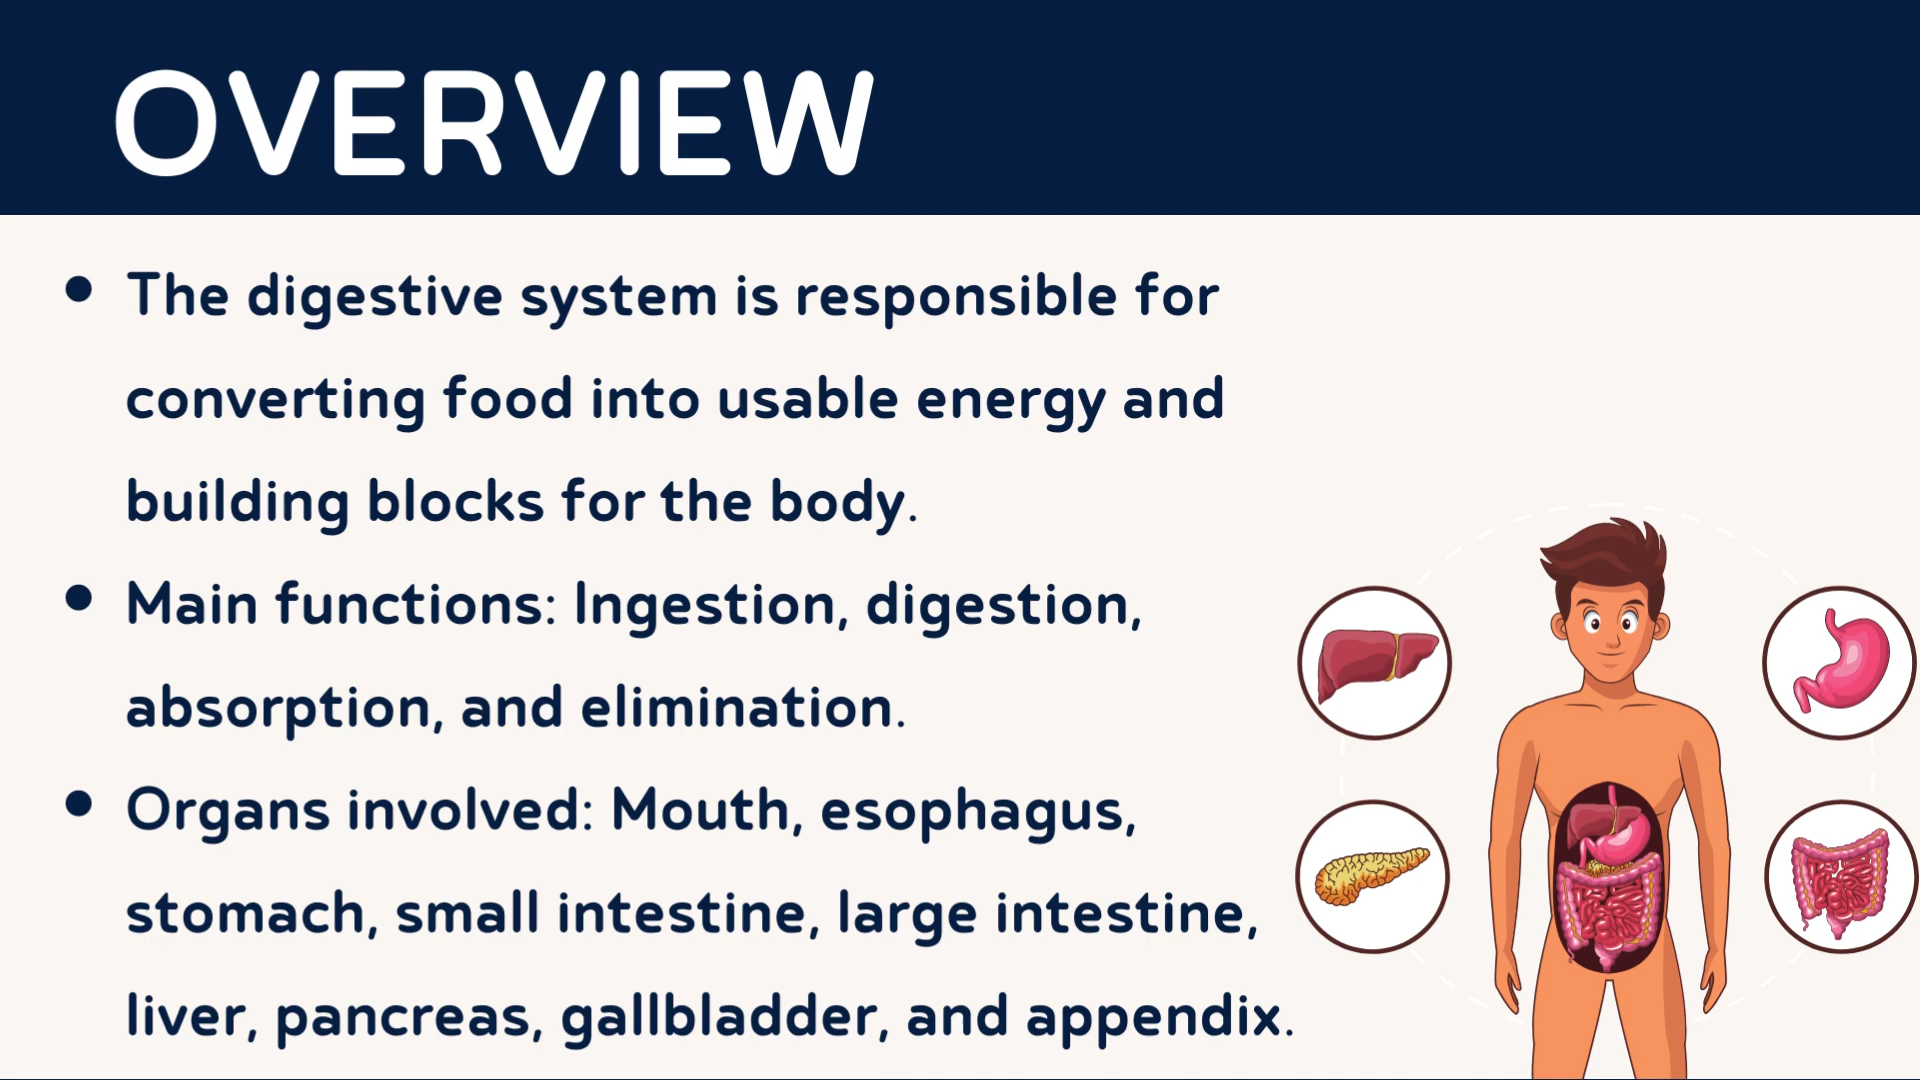 OVERVIEW
• The digestive system is responsible for
converting food into usable energy and
building blocks for the body.
• Main functions: Ingestion, digestion,
absorption, and elimination.
• Organs involved: Mouth, esophagus,
stomach, small intestine, large intestine,
liver, pancreas, gallbladder, and appendix.